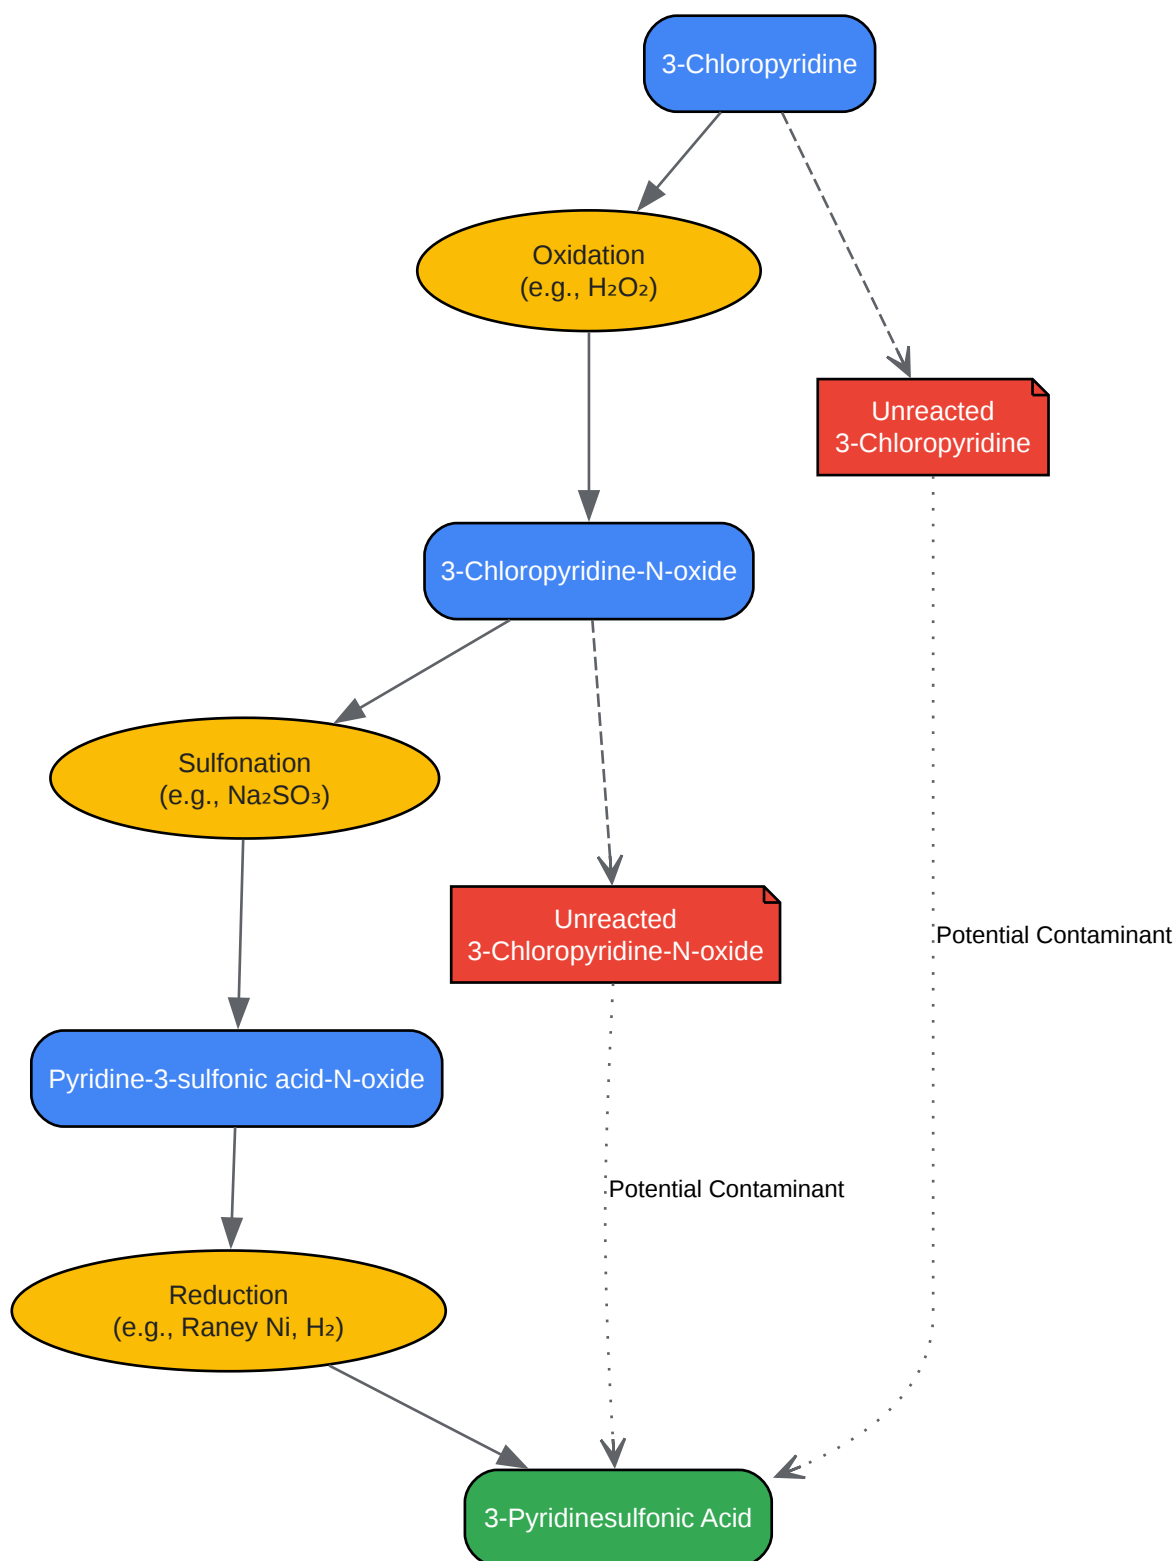 3-Chloropyridine
Oxidation
(e.g., H₂O₂)
Unreacted
3-Chloropyridine
3-Chloropyridine-N-oxide
Sulfonation
(e.g., Na₂SO₃)
Unreacted
3-Chloropyridine-N-oxide
Potential Contaminant
Pyridine-3-sulfonic acid-N-oxide
Potential Contaminant
Reduction
(e.g., Raney Ni, H₂)
3-Pyridinesulfonic Acid